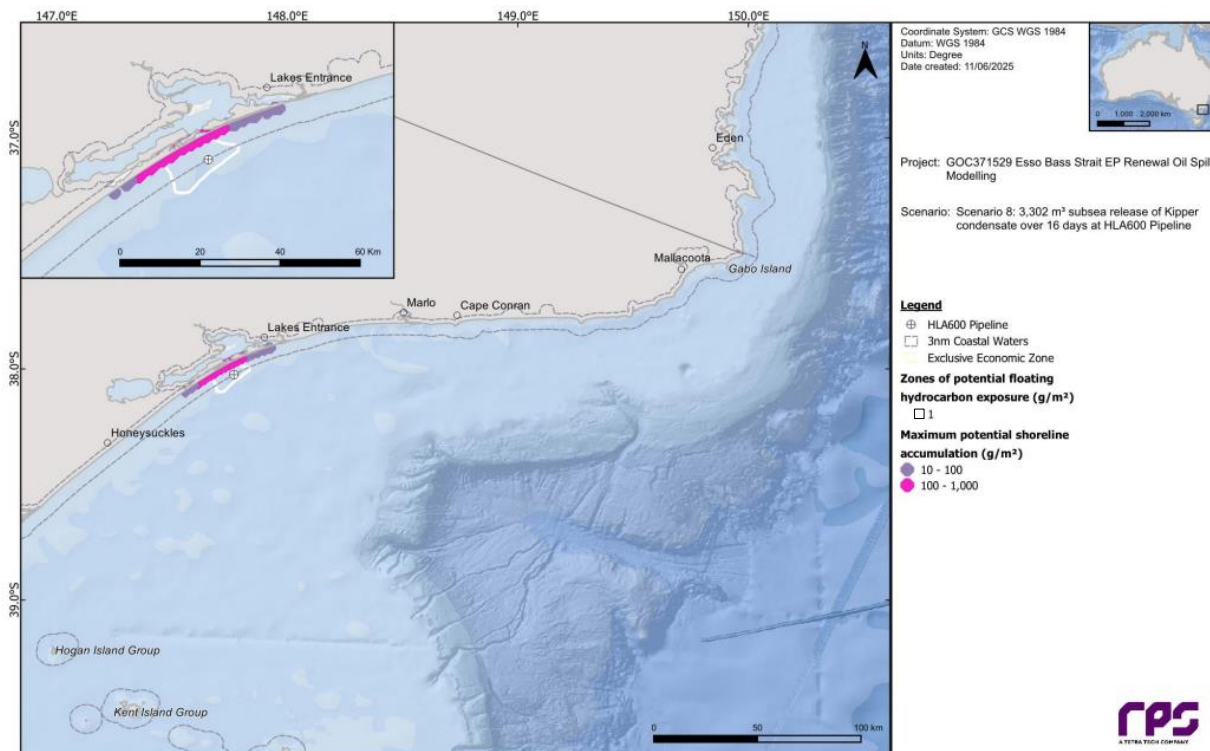 147.0°E
148.0°E
149.0°E
150.0°E
37.0°S
38.0°S
39.0°S
Lakes Entrance
0
20
40
60 Km
N
Eden
Mallacoota
Gabo Island
Marlo
Cape Conran
Lakes Entrance
Honeysuckles
Hogan Island Group
Kent Island Group
0
50
100 km
Coordinate System: GCS WGS 1984
Datum: WGS 1984
Units: Degree
Date created: 11/06/2025
0 1,000 2,000 km
Project: GOC371529 Esso Bass Strait EP Renewal Oil Spill
Modelling
Scenario: Scenario 8: 3,302 m³ subsea release of Kipper
condensate over 16 days at HLA600 Pipeline
Legend
HLA600 Pipeline
3nm Coastal Waters
Exclusive Economic Zone
Zones of potential floating
hydrocarbon exposure (g/m²)
1
Maximum potential shoreline
accumulation (g/m²)
10 - 100
100 - 1,000
rps
A TETRA TECH COMPANY